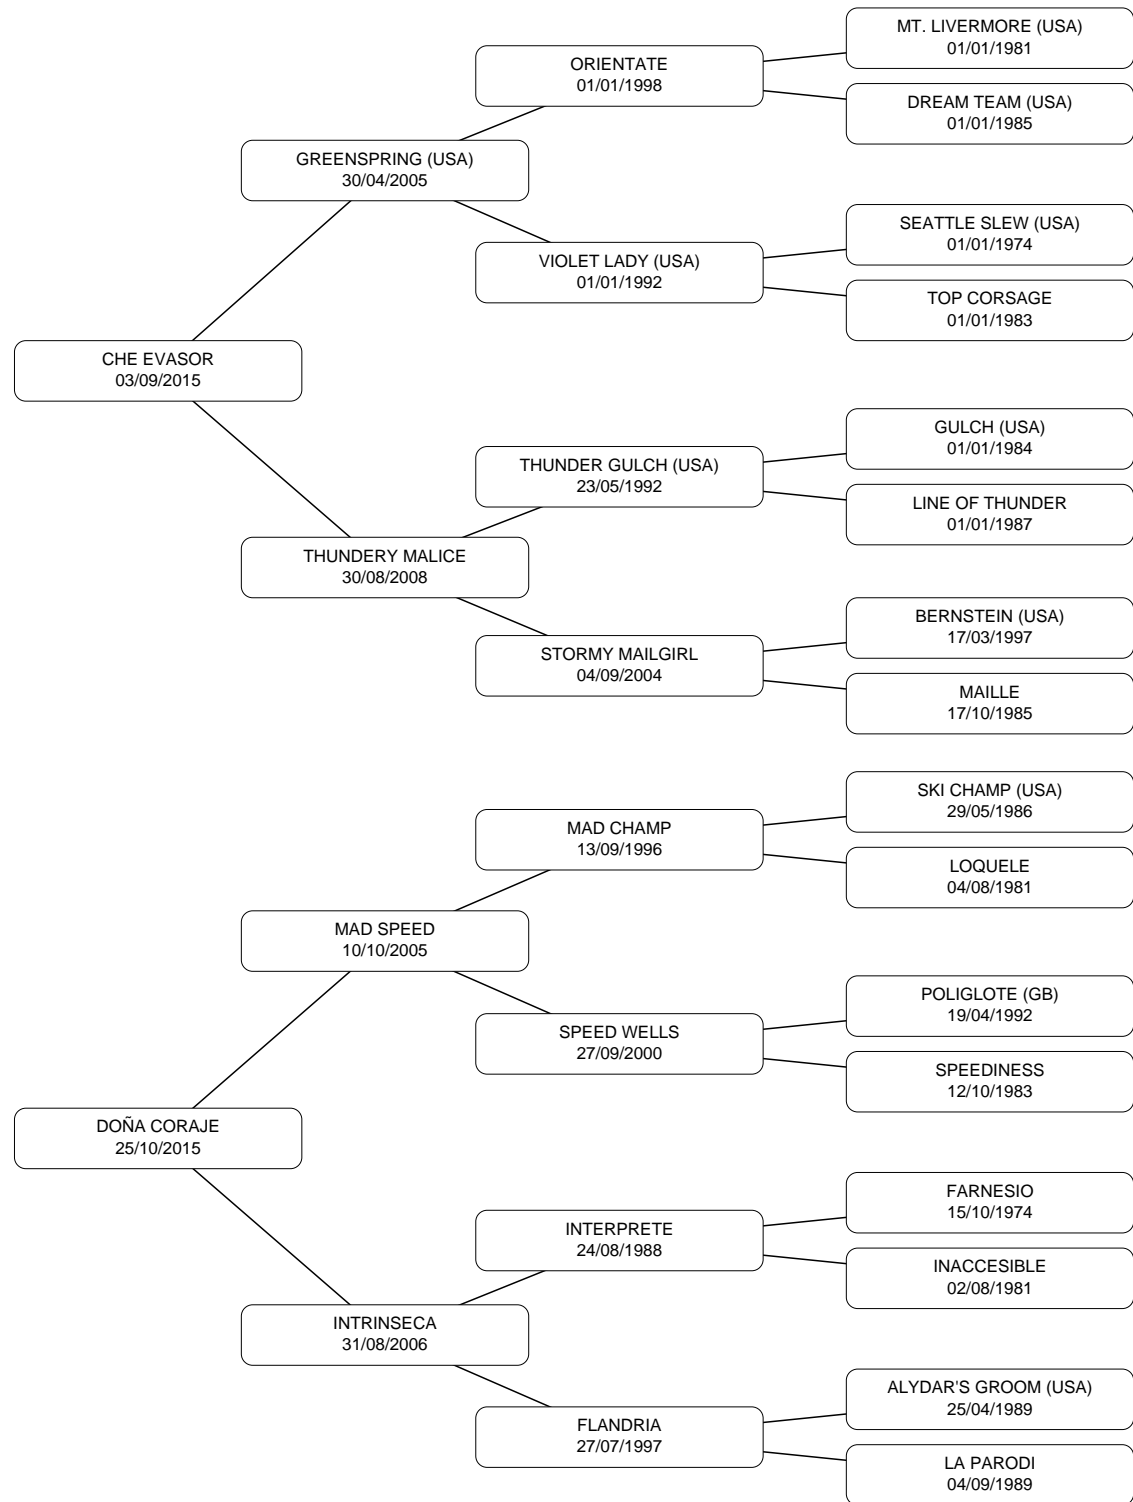 MT. LIVERMORE (USA)
01/01/1981
ORIENTATE
01/01/1998
DREAM TEAM (USA)
01/01/1985
GREENSPRING (USA)
30/04/2005
SEATTLE SLEW (USA)
01/01/1974
VIOLET LADY (USA)
01/01/1992
TOP CORSAGE
01/01/1983
CHE EVASOR
03/09/2015
GULCH (USA)
01/01/1984
THUNDER GULCH (USA)
23/05/1992
LINE OF THUNDER
01/01/1987
THUNDERY MALICE
30/08/2008
BERNSTEIN (USA)
17/03/1997
STORMY MAILGIRL
04/09/2004
MAILLE
17/10/1985
SKI CHAMP (USA)
29/05/1986
MAD CHAMP
13/09/1996
LOQUELE
04/08/1981
MAD SPEED
10/10/2005
POLIGLOTE (GB)
19/04/1992
SPEED WELLS
27/09/2000
SPEEDINESS
12/10/1983
DOÑA CORAJE
25/10/2015
FARNESIO
15/10/1974
INTERPRETE
24/08/1988
INACCESIBLE
02/08/1981
INTRINSECA
31/08/2006
ALYDAR'S GROOM (USA)
25/04/1989
FLANDRIA
27/07/1997
LA PARODI
04/09/1989